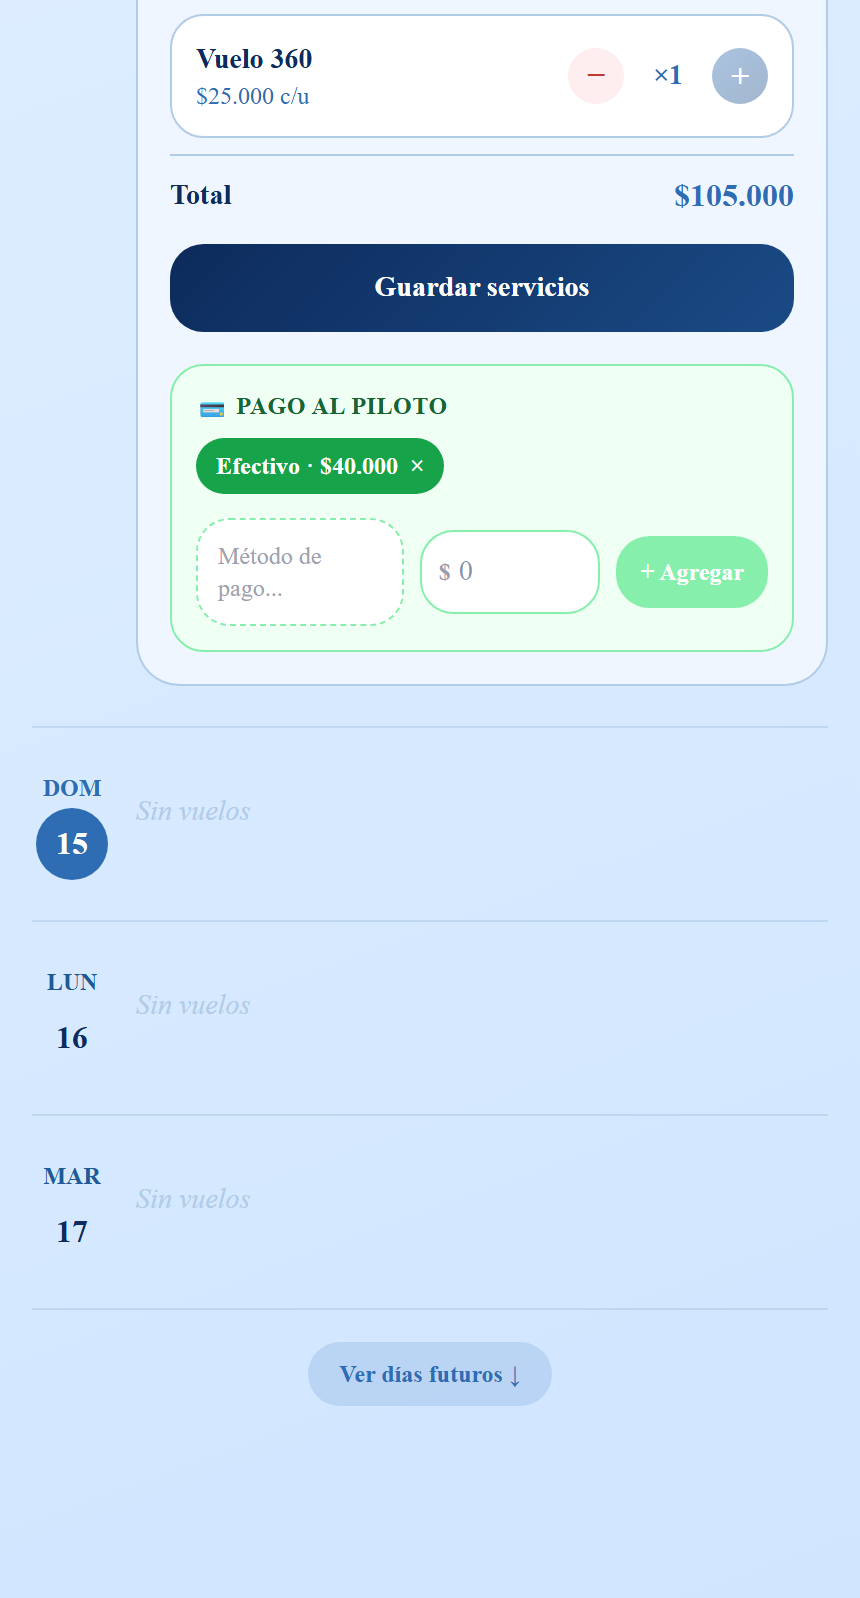 Vuelo 360
$25.000 c/u
−
×1
+
Total
$105.000
Guardar servicios
PAGO AL PILOTO
Efectivo · $40.000 ×
Método de
pago...
$ 0
+ Agregar
DOM
15
Sin vuelos
LUN
16
Sin vuelos
MAR
17
Sin vuelos
Ver días futuros ↓